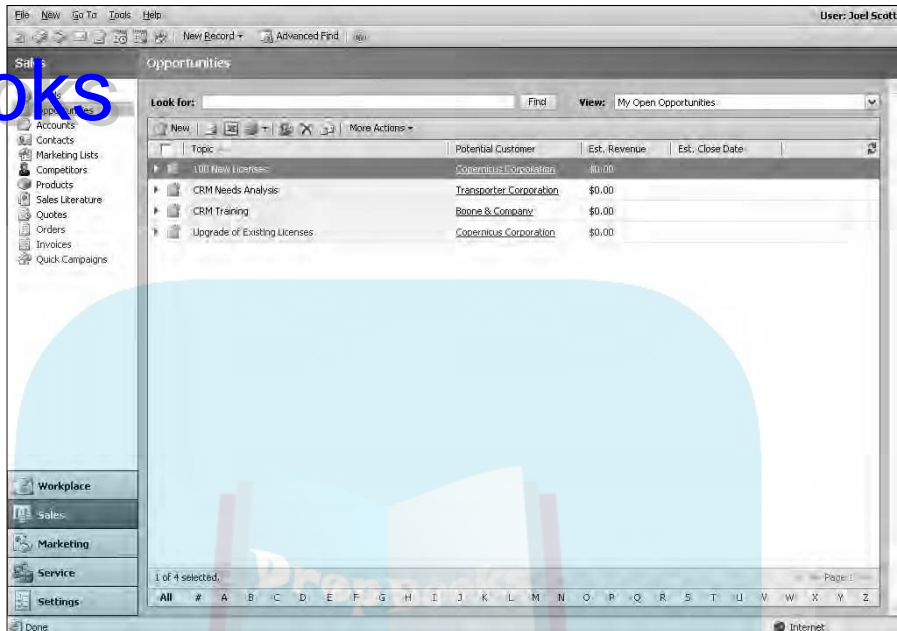 File New Go To Tools Help
User: Joel Scott
New Record Advanced Find
Sales
Opportunities
oks
Look for:
Find
View: My Open Opportunities
Opportunities
Accounts
Contacts
Marketing Lists
Competitors
Products
Sales Literature
Quotes
Orders
Invoices
Quick Campaigns
New More Actions
Topic Potential Customer Est. Revenue Est. Close Date
100 New Licenses Copernicus Corporation $0.00
CRM Needs Analysis Transporter Corporation $0.00
CRM Training Boone & Company $0.00
Upgrade of Existing Licenses Copernicus Corporation $0.00
Workplace
Sales
Marketing
Service
Settings
1 of 4 selected.
Page 1
All # A B C D E F G H I J K L M N O P Q R S T U V W X Y Z
Done
Internet